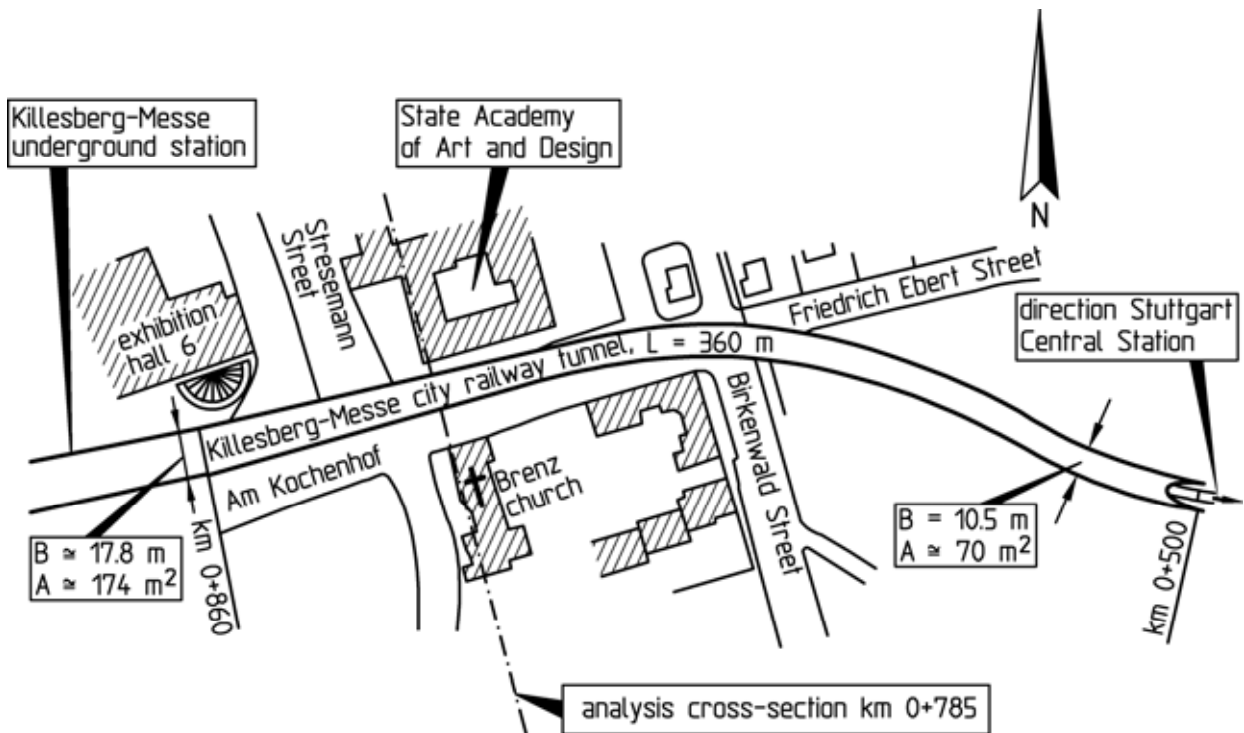 Killesberg-Messe
underground station
State Academy
of Art and Design
N
Stresemann
Street
exhibition
hall 6
Friedrich Ebert Street
direction Stuttgart
Central Station
Killesberg-Messe city railway tunnel, L = 360 m
Am Kochenhof
Brenz
church
Birkenwald Street
B ≅ 17.8 m
A ≅ 174 m²
km 0+860
B = 10.5 m
A ≅ 70 m²
km 0+500
analysis cross-section km 0+785